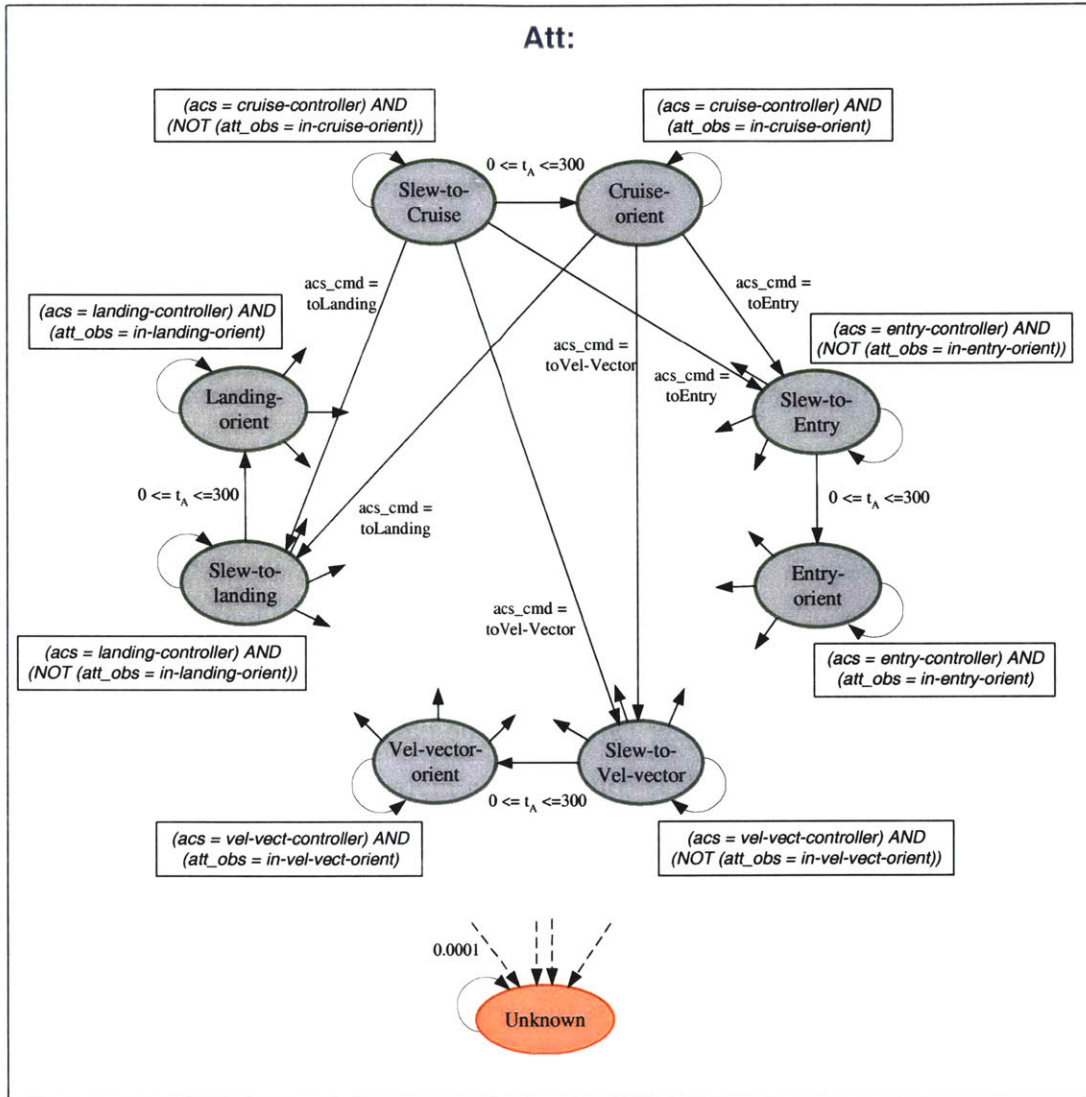 Att:
(acs = cruise-controller) AND
(NOT (att_obs = in-cruise-orient))
(acs = cruise-controller) AND
(att_obs = in-cruise-orient)
0 <= t_A <=300
Slew-to-
Cruise
Cruise-
orient
acs_cmd =
toLanding
acs_cmd =
toEntry
(acs = landing-controller) AND
(att_obs = in-landing-orient)
(acs = entry-controller) AND
(NOT (att_obs = in-entry-orient))
acs_cmd =
toVel-Vector
acs_cmd =
toEntry
Landing-
orient
Slew-to-
Entry
0 <= t_A <=300
acs_cmd =
toLanding
0 <= t_A <=300
Slew-to-
landing
Entry-
orient
acs_cmd =
toVel-Vector
(acs = landing-controller) AND
(NOT (att_obs = in-landing-orient))
(acs = entry-controller) AND
(att_obs = in-entry-orient)
Vel-vector-
orient
Slew-to-
Vel-vector
0 <= t_A <=300
(acs = vel-vect-controller) AND
(att_obs = in-vel-vect-orient)
(acs = vel-vect-controller) AND
(NOT (att_obs = in-vel-vect-orient))
0.0001
Unknown